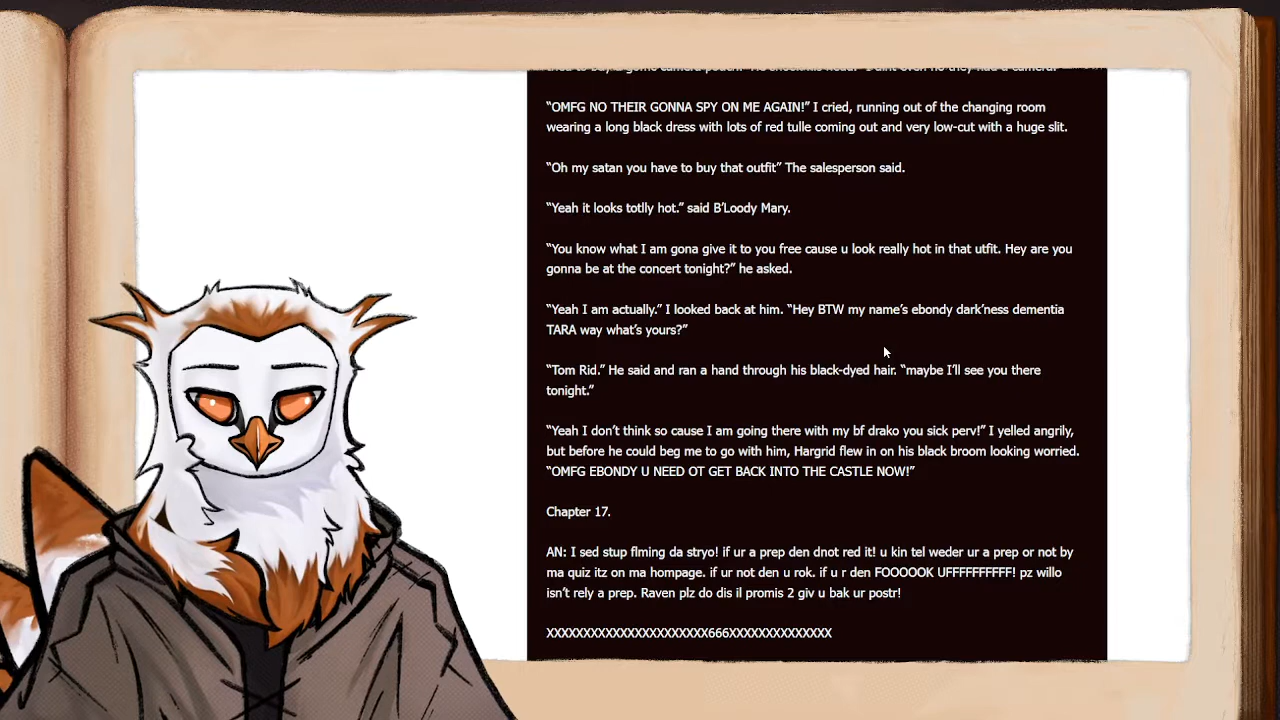 “OMFG NO THEIR GONNA SPY ON ME AGAIN!” I cried, running out of the changing room
wearing a long black dress with lots of red tulle coming out and very low-cut with a huge slit.
“Oh my satan you have to buy that outfit” The salesperson said.
“Yeah it looks totlly hot.” said B’Loody Mary.
“You know what I am gona give it to you free cause u look really hot in that utfit. Hey are you
gonna be at the concert tonight?” he asked.
“Yeah I am actually.” I looked back at him. “Hey BTW my name’s ebondy dark’ness dementia
TARA way what’s yours?”
“Tom Rid.” He said and ran a hand through his black-dyed hair. “maybe I’ll see you there
tonight.”
“Yeah I don’t think so cause I am going there with my bf drako you sick perv!” I yelled angrily,
but before he could beg me to go with him, Hargrid flew in on his black broom looking worried.
“OMFG EBONDY U NEED OT GET BACK INTO THE CASTLE NOW!”
Chapter 17.
AN: I sed stup flming da stryo! if ur a prep den dnot red it! u kin tel weder ur a prep or not by
ma quiz itz on ma hompage. if ur not den u rok. if u r den FOOOOOK UFFFFFFFFFF! pz willo
isn’t rely a prep. Raven plz do dis il promis 2 giv u bak ur postr!
XXXXXXXXXXXXXXXXXXXXXX666XXXXXXXXXXXXXX